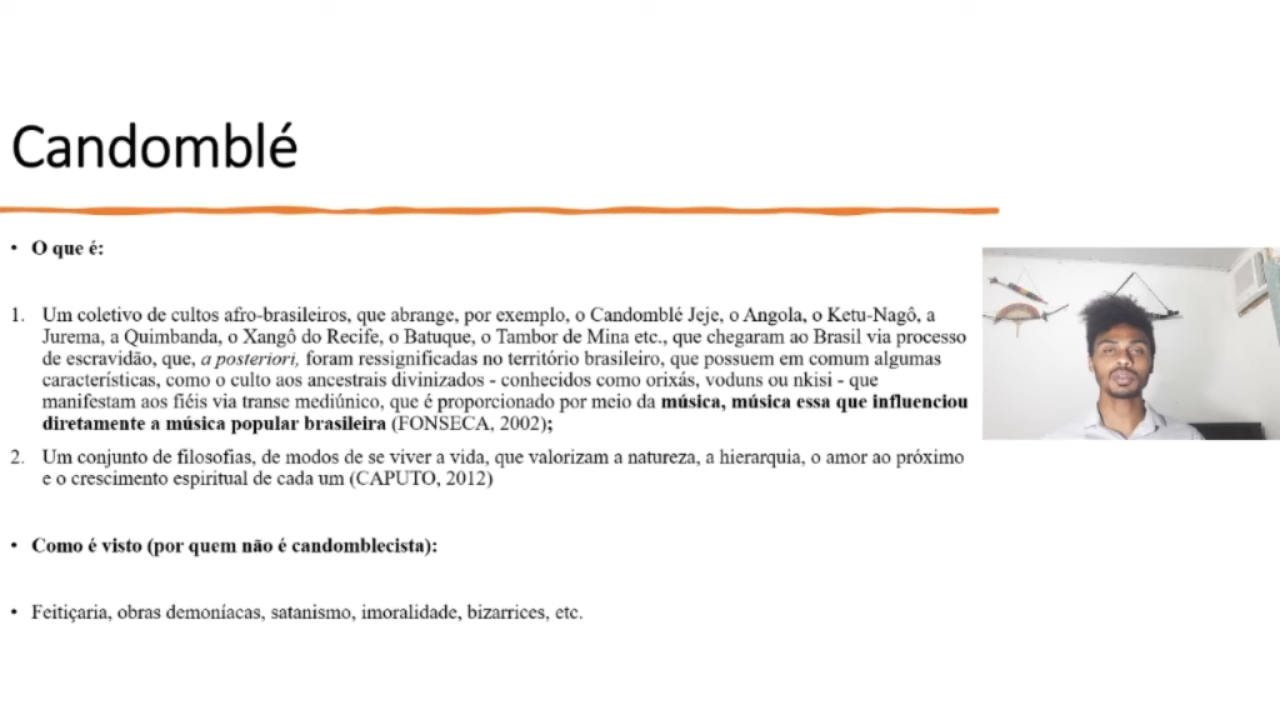 Candomblé
• O que é:
1. Um coletivo de cultos afro-brasileiros, que abrange, por exemplo, o Candomblé Jeje, o Angola, o Ketu-Nagô, a
Jurema, a Quimbanda, o Xangô do Recife, o Batuque, o Tambor de Mina etc., que chegaram ao Brasil via processo
de escravidão, que, a posteriori, foram ressignificadas no território brasileiro, que possuem em comum algumas
características, como o culto aos ancestrais divinizados - conhecidos como orixás, voduns ou nkisi - que
manifestam aos fiéis via transe mediúnico, que é proporcionado por meio da música, música essa que influenciou
diretamente a música popular brasileira (FONSECA, 2002);
2. Um conjunto de filosofias, de modos de se viver a vida, que valorizam a natureza, a hierarquia, o amor ao próximo
e o crescimento espiritual de cada um (CAPUTO, 2012)
• Como é visto (por quem não é candomblecista):
• Feitiçaria, obras demoníacas, satanismo, imoralidade, bizarrices, etc.